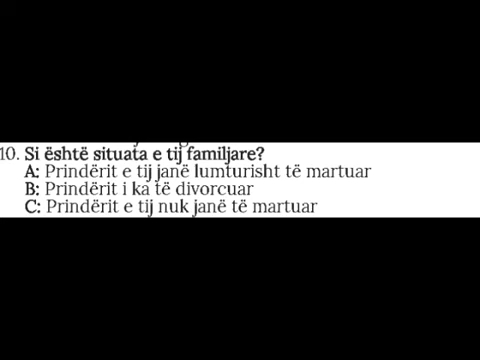 10. Si është situata e tij familjare?
A: Prindërit e tij janë lumturisht të martuar
B: Prindërit i ka të divorcuar
C: Prindërit e tij nuk janë të martuar